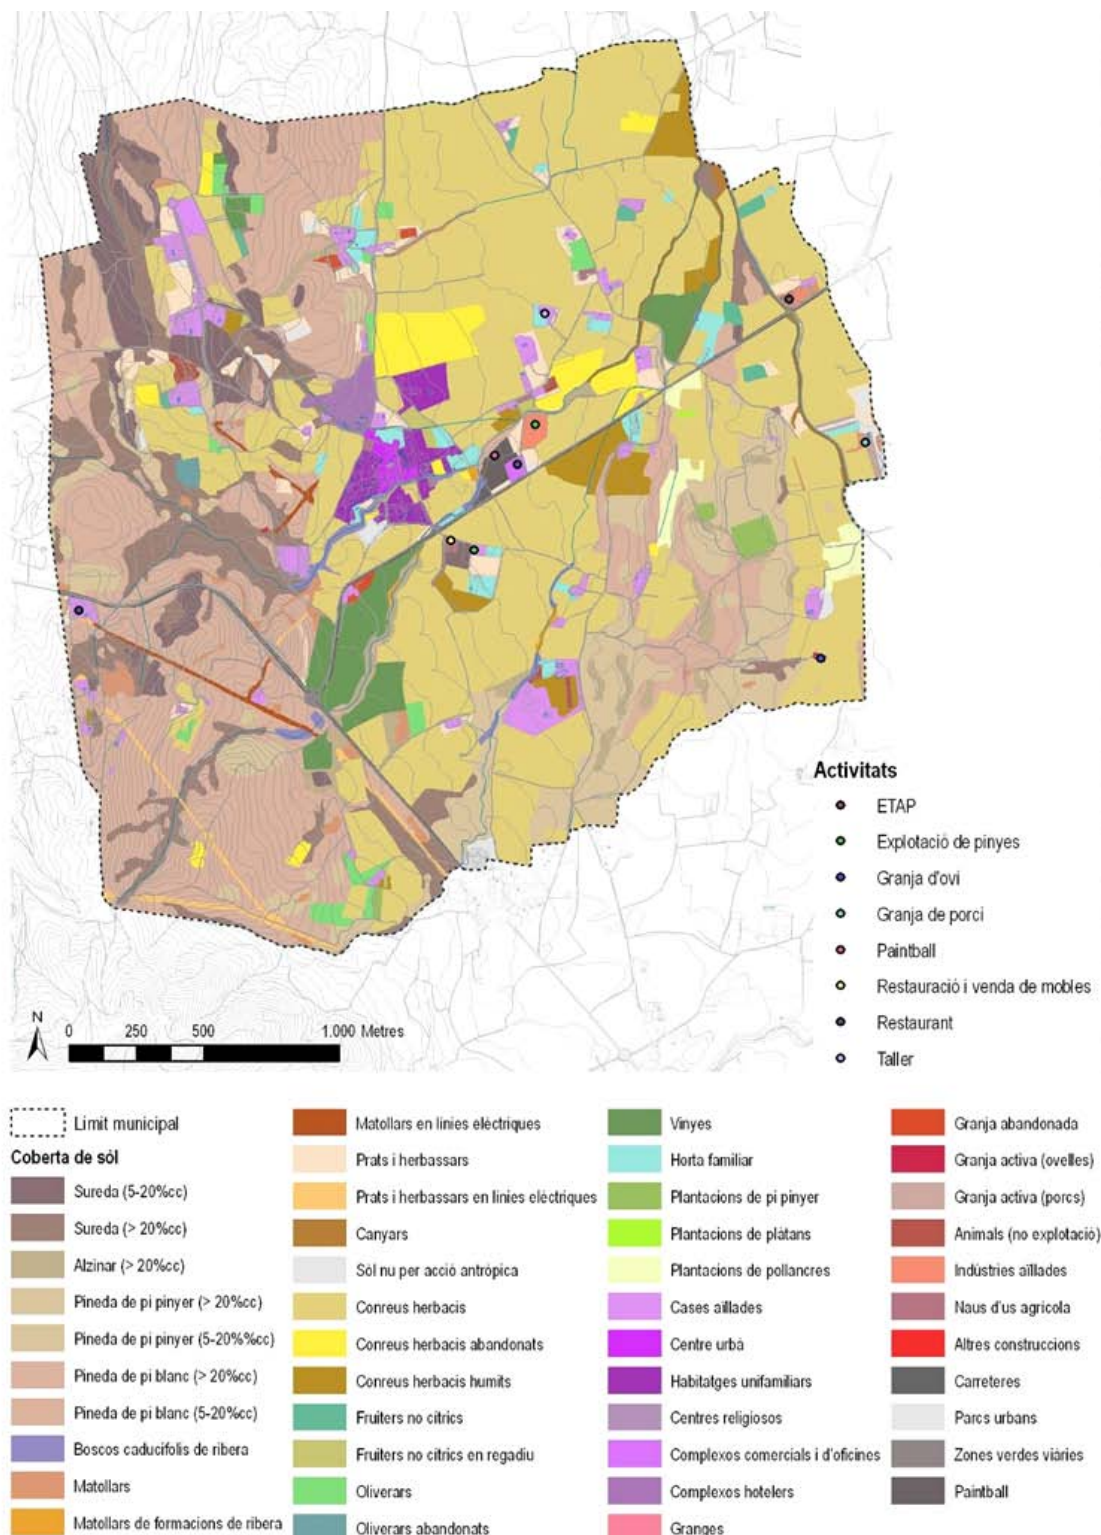 Activitats
ETAP
Explotació de pinyes
Granja d'oví
Granja de porcí
Paintball
Restauració i venda de mobles
Restaurant
Taller
N
0 250 500 1.000 Metres
Límit municipal
Coberta de sòl
Sureda (5-20%cc)
Sureda (> 20%cc)
Alzinar (> 20%cc)
Pineda de pi pinyer (> 20%cc)
Pineda de pi pinyer (5-20%%cc)
Pineda de pi blanc (> 20%cc)
Pineda de pi blanc (5-20%cc)
Boscos caducifolis de ribera
Matollars
Matollars de formacions de ribera
Matollars en línies elèctriques
Prats i herbassars
Prats i herbassars en línies elèctriques
Canyars
Sòl nu per acció antròpica
Conreus herbacis
Conreus herbacis abandonats
Conreus herbacis humits
Fruiters no cítrics
Fruiters no cítrics en regadiu
Oliverars
Oliverars abandonats
Vinyes
Horta familiar
Plantacions de pi pinyer
Plantacions de plàtans
Plantacions de pollancres
Cases aïllades
Centre urbà
Habitatges unifamiliars
Centres religiosos
Complexos comercials i d'oficines
Complexos hotelers
Granges
Granja abandonada
Granja activa (ovelles)
Granja activa (porcs)
Animals (no explotació)
Indústries aïllades
Naus d'us agrícola
Altres construccions
Carreteres
Parcs urbans
Zones verdes viàries
Paintball